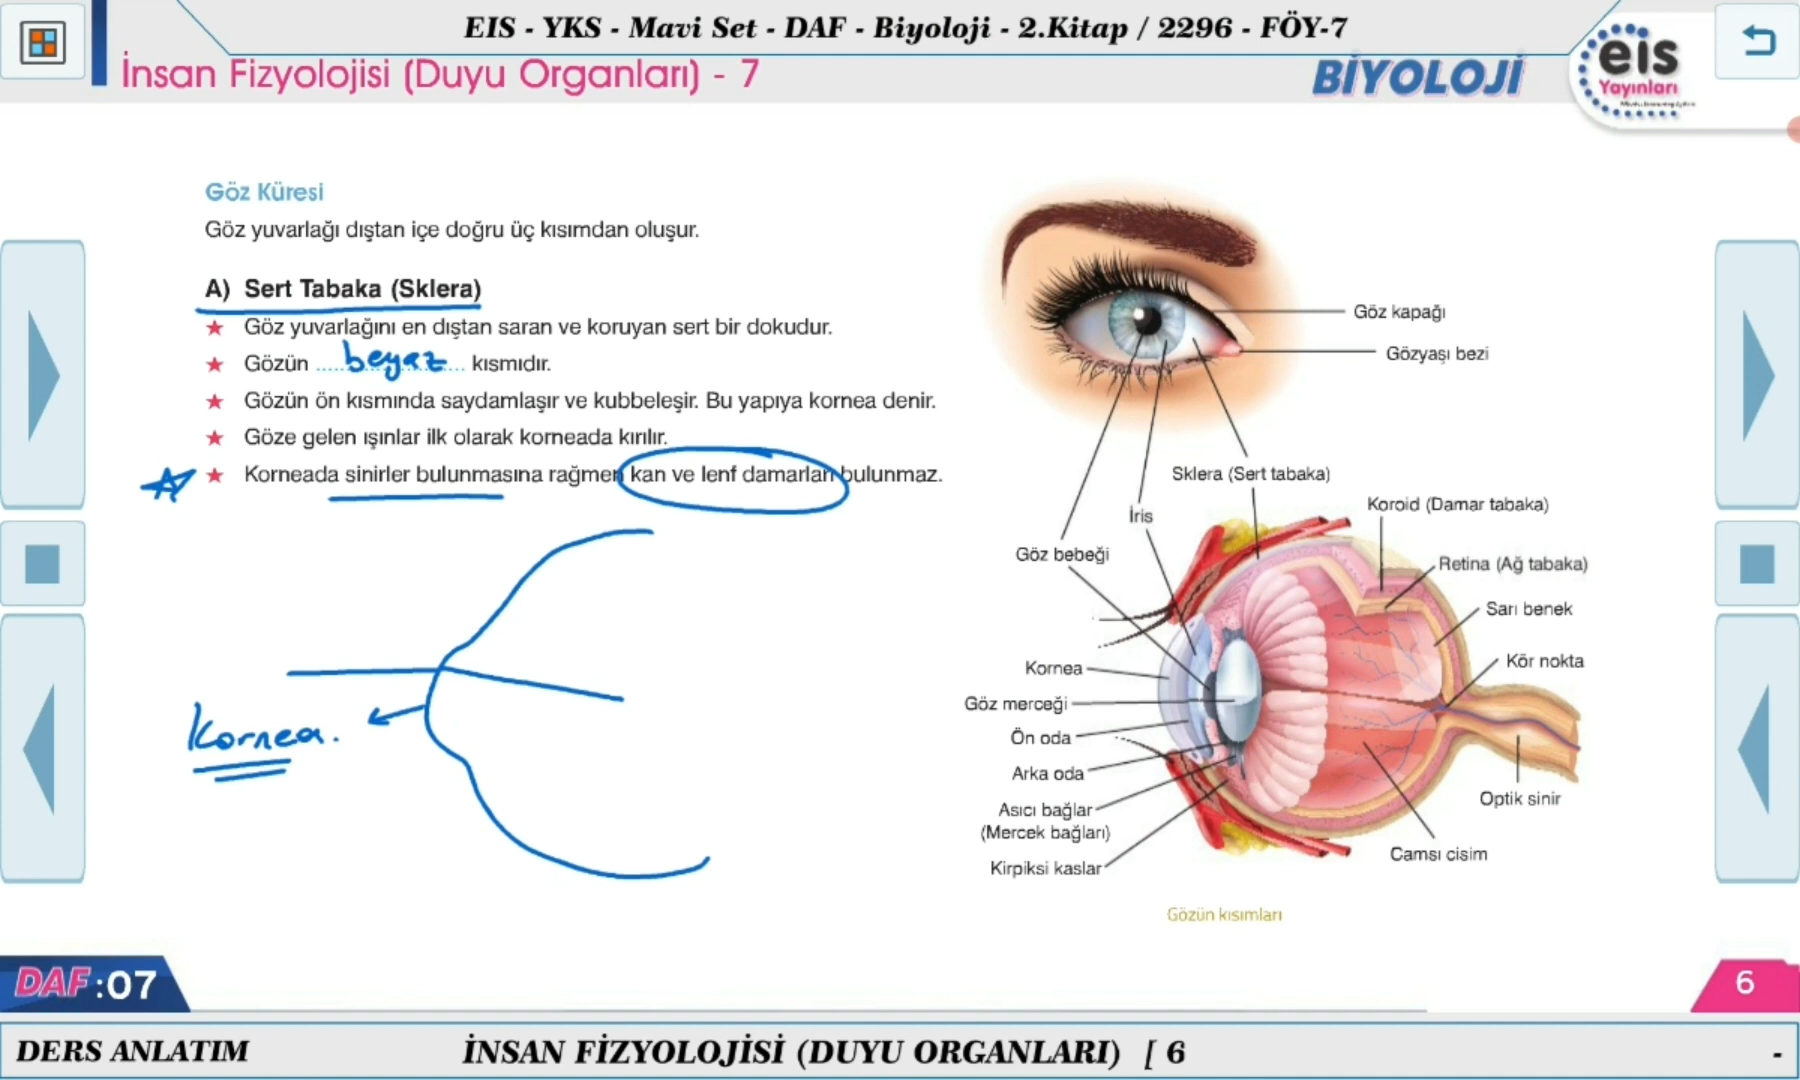 EIS - YKS - Mavi Set - DAF - Biyoloji - 2.Kitap / 2296 - FÖY-7
İnsan Fizyolojisi (Duyu Organları) - 7
BİYOLOJİ
eis
Yayınları
Göz Küresi
Göz yuvarlağı dıştan içe doğru üç kısımdan oluşur.
A) Sert Tabaka (Sklera)
★ Göz yuvarlağını en dıştan saran ve koruyan sert bir dokudur.
★ Gözün ...beyaz... kısmıdır.
★ Gözün ön kısmında saydamlaşır ve kubbeleşir. Bu yapıya kornea denir.
★ Göze gelen ışınlar ilk olarak korneada kırılır.
★ Korneada sinirler bulunmasına rağmen kan ve lenf damarları bulunmaz.
Kornea.
Göz kapağı
Gözyaşı bezi
Sklera (Sert tabaka)
İris
Göz bebeği
Koroid (Damar tabaka)
Retina (Ağ tabaka)
Sarı benek
Kör nokta
Kornea
Göz merceği
Ön oda
Arka oda
Asıcı bağlar
(Mercek bağları)
Kirpiksi kaslar
Optik sinir
Camsı cisim
Gözün kısımları
DAF:07
6
DERS ANLATIM
İNSAN FİZYOLOJİSİ (DUYU ORGANLARI) [ 6
-